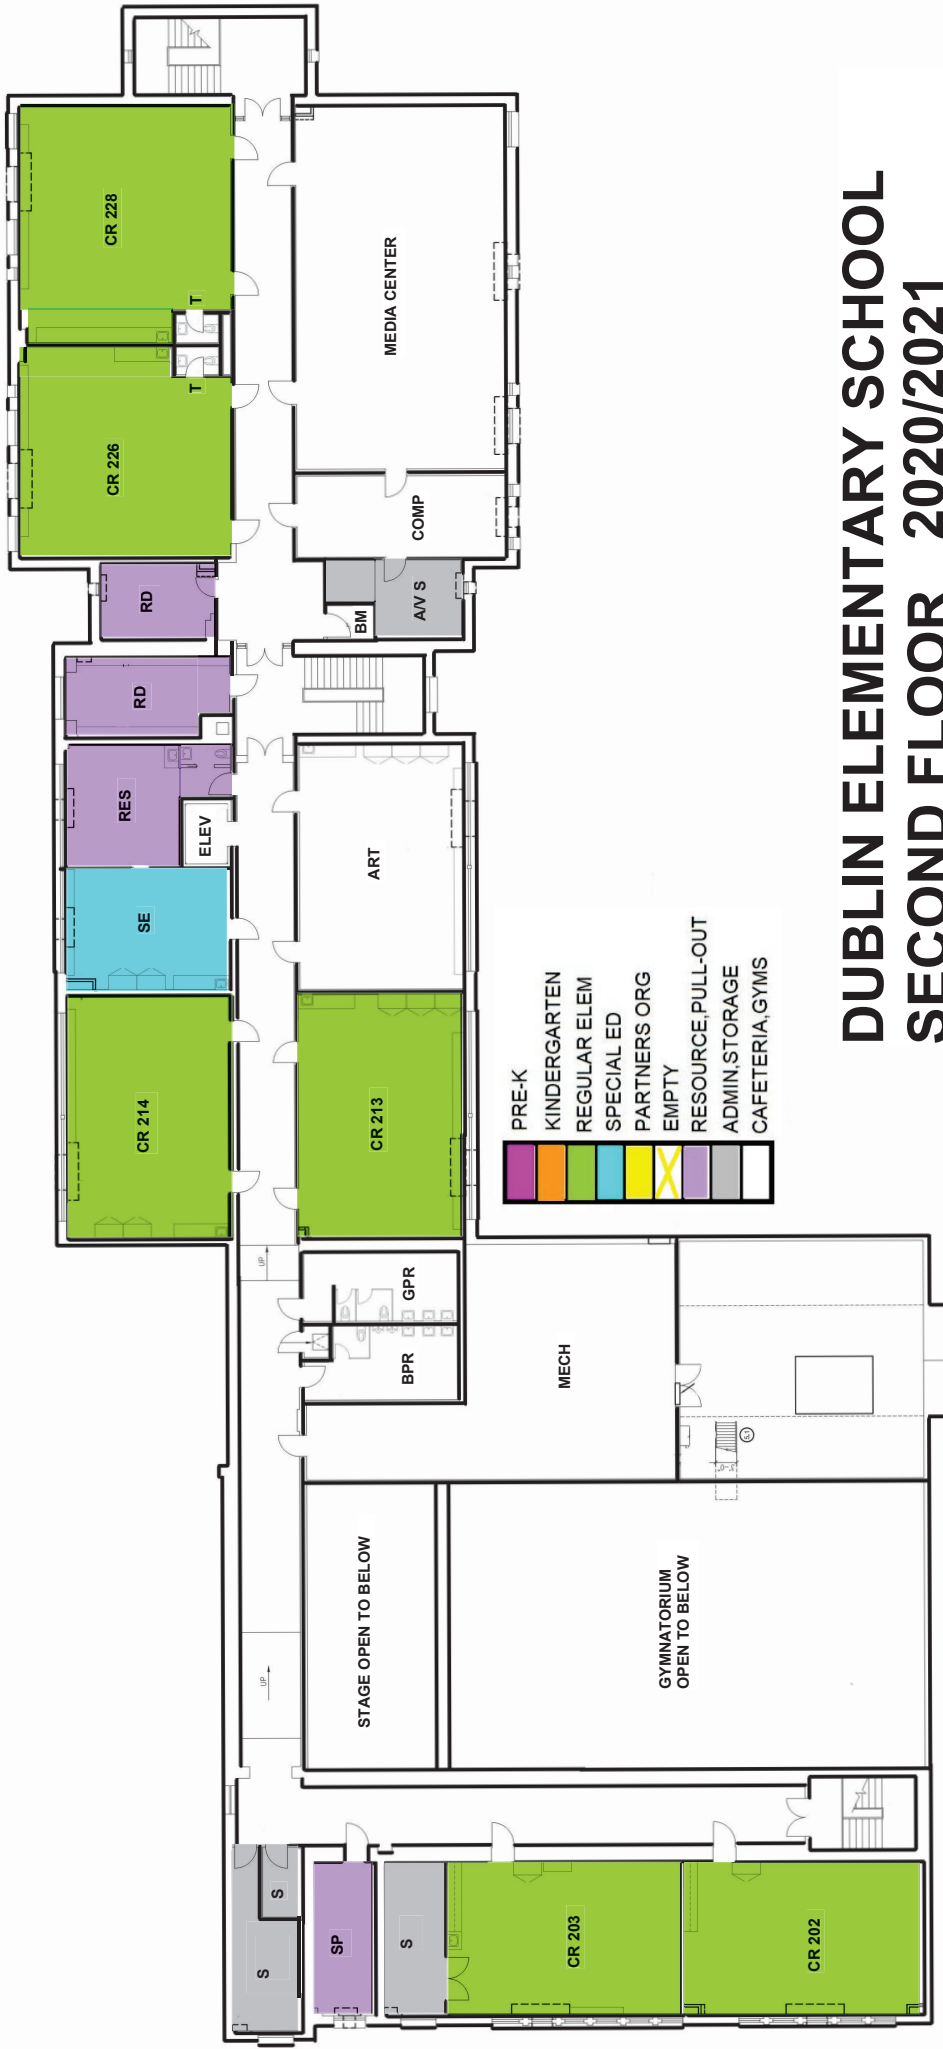 CR 228
T
T
CR 226
MEDIA CENTER
COMP
A/V S
BM
RD
RD
RES
ELEV
SE
ART
CR 214
CR 213
UP
GPR
BPR
MECH
STAGE OPEN TO BELOW
GYMNATORIUM
OPEN TO BELOW
UP
S
S
SP
S
CR 203
CR 202
PRE-K
KINDERGARTEN
REGULAR ELEM
SPECIAL ED
PARTNERS ORG
EMPTY
RESOURCE,PULL-OUT
ADMIN,STORAGE
CAFETERIA,GYMS
DUBLIN ELEMENTARY SCHOOL
SECOND FLOOR 2020/2021